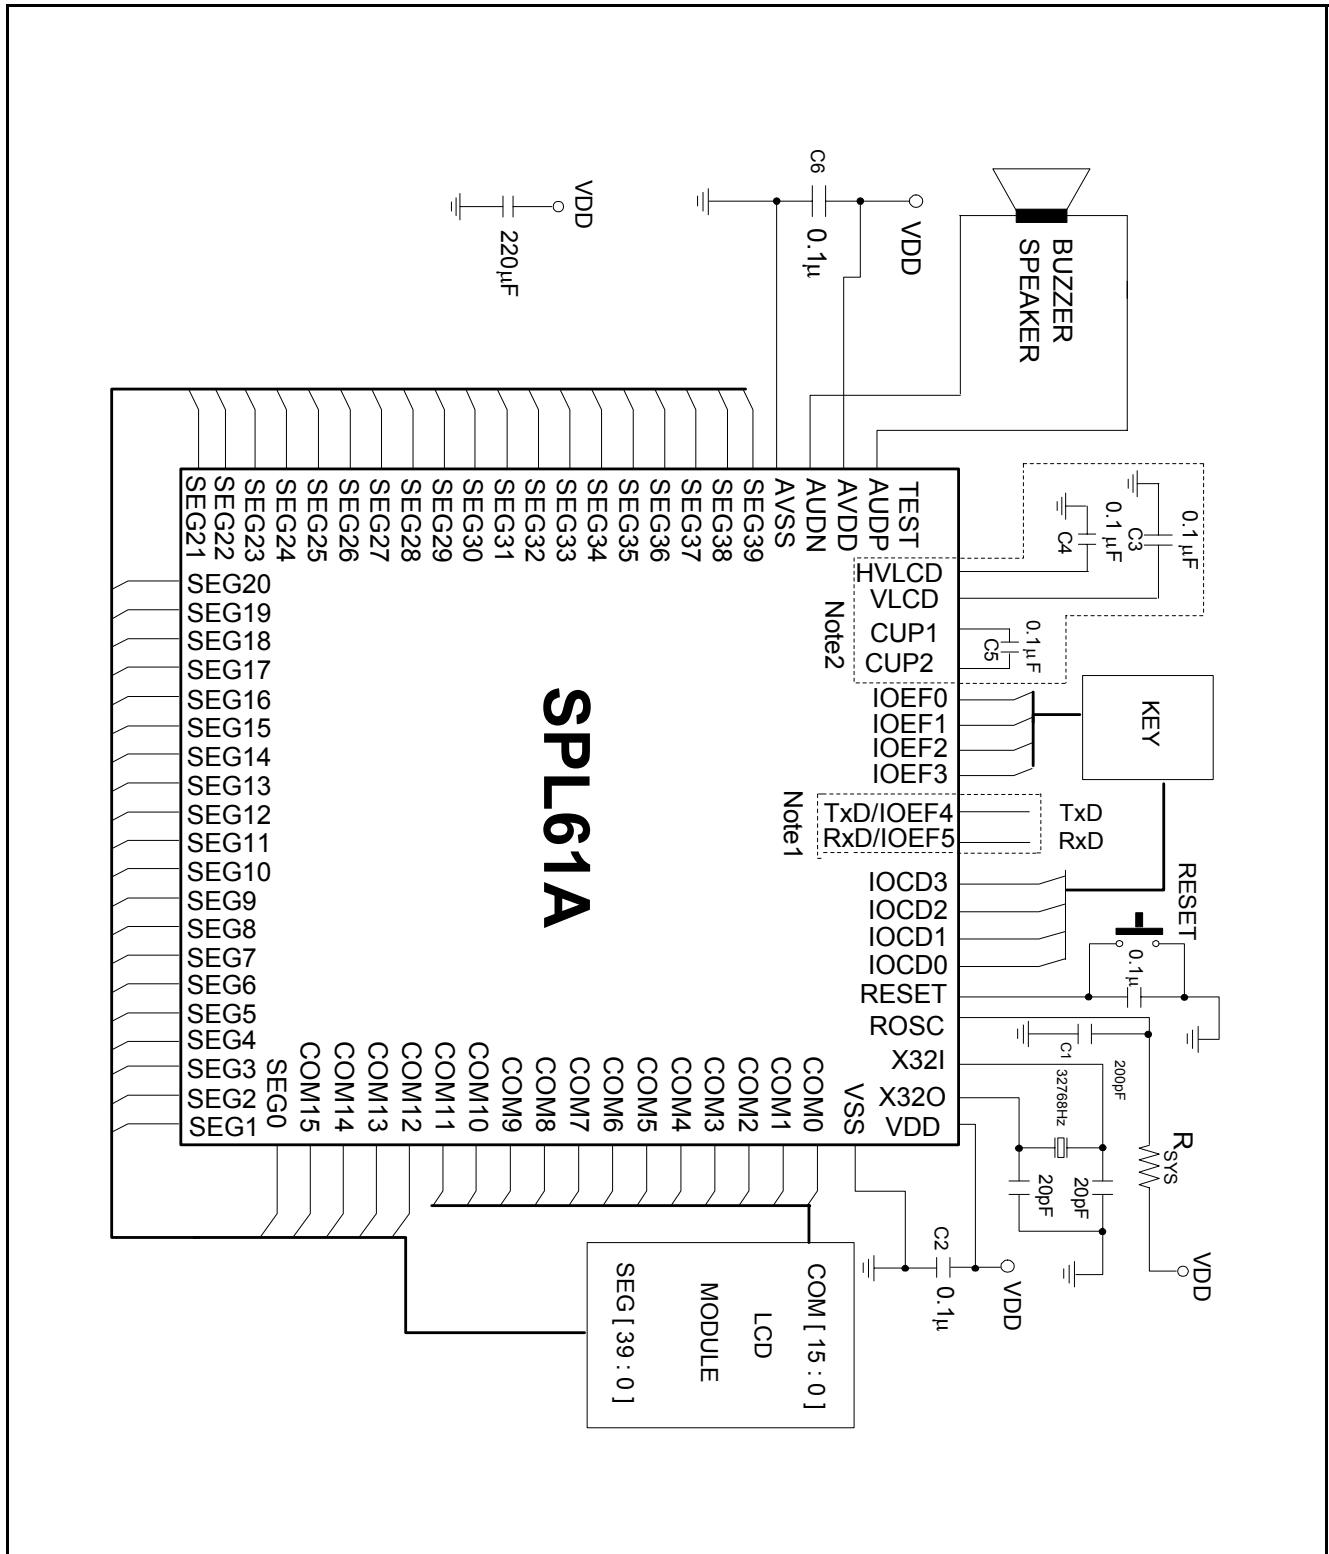 C6
0.1μ
VDD
VDD
220μF
BUZZER
SPEAKER
SEG21
SEG22
SEG23
SEG24
SEG25
SEG26
SEG27
SEG28
SEG29
SEG30
SEG31
SEG32
SEG33
SEG34
SEG35
SEG36
SEG37
SEG38
SEG39
AVSS
AUDN
AVDD
AUDP
TEST
0.1 μF
C4
0.1 μF
C3
HVLCD
VLCD
CUP1
CUP2
Note2
0.1μF
C5
IOEF0
IOEF1
IOEF2
IOEF3
KEY
TxD/IOEF4
RxD/IOEF5
Note1
TxD
RxD
IOCD3
IOCD2
IOCD1
IOCD0
RESET
ROSC
X32I
X32O
VDD
RESET
0.1μ
C1
200pF
32768Hz
20pF
20pF
RSYS
VDD
SPL61A
SEG20
SEG19
SEG18
SEG17
SEG16
SEG15
SEG14
SEG13
SEG12
SEG11
SEG10
SEG9
SEG8
SEG7
SEG6
SEG5
SEG4
SEG3
SEG2
SEG1
SEG0
COM15
COM14
COM13
COM12
COM11
COM10
COM9
COM8
COM7
COM6
COM5
COM4
COM3
COM2
COM1
COM0
VSS
C2
0.1μ
VDD
COM [ 15 : 0 ]
LCD
MODULE
SEG [ 39 : 0 ]